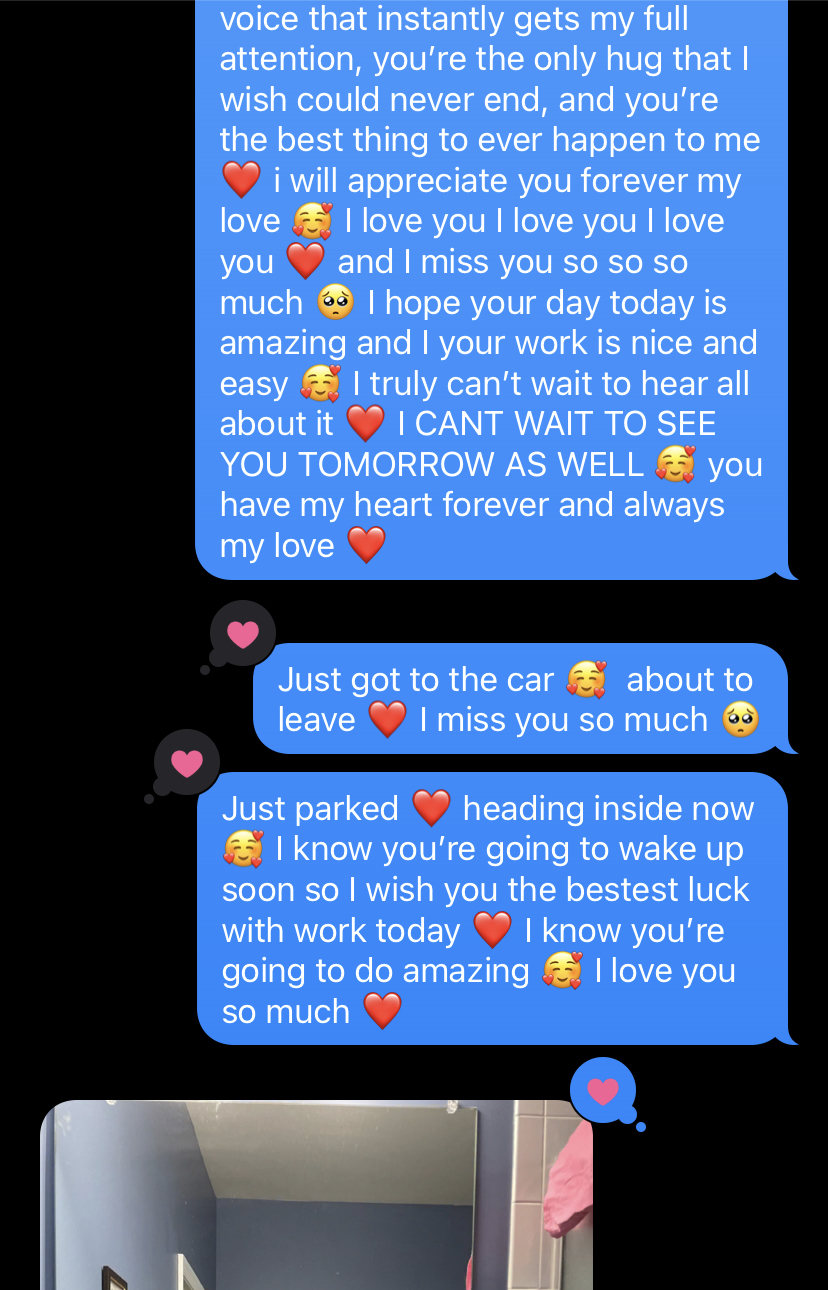 voice that instantly gets my full
attention, you’re the only hug that I
wish could never end, and you’re
the best thing to ever happen to me
❤️ i will appreciate you forever my
love 🥰 I love you I love you I love
you ❤️ and I miss you so so so
much 🥺 I hope your day today is
amazing and I your work is nice and
easy 🥰 I truly can’t wait to hear all
about it ❤️ I CANT WAIT TO SEE
YOU TOMORROW AS WELL 🥰 you
have my heart forever and always
my love ❤️
Just got to the car 🥰 about to
leave ❤️ I miss you so much 🥺
Just parked ❤️ heading inside now
🥰 I know you’re going to wake up
soon so I wish you the bestest luck
with work today ❤️ I know you’re
going to do amazing 🥰 I love you
so much ❤️